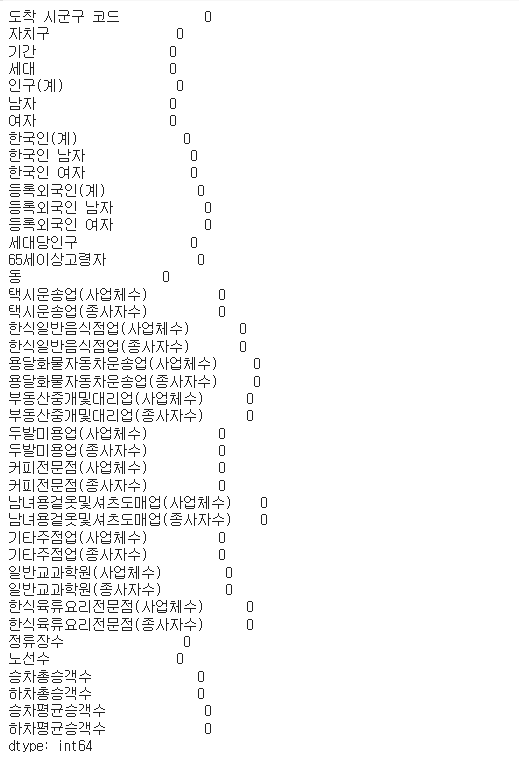 도착 시군구 코드 0
자치구 0
기간 0
세대 0
인구(계) 0
남자 0
여자 0
한국인(계) 0
한국인 남자 0
한국인 여자 0
등록외국인(계) 0
등록외국인 남자 0
등록외국인 여자 0
세대당인구 0
65세이상고령자 0
동 0
택시운송업(사업체수) 0
택시운송업(종사자수) 0
한식일반음식점업(사업체수) 0
한식일반음식점업(종사자수) 0
용달화물자동차운송업(사업체수) 0
용달화물자동차운송업(종사자수) 0
부동산중개및대리업(사업체수) 0
부동산중개및대리업(종사자수) 0
두발미용업(사업체수) 0
두발미용업(종사자수) 0
커피전문점(사업체수) 0
커피전문점(종사자수) 0
남녀용겉옷및셔츠도매업(사업체수) 0
남녀용겉옷및셔츠도매업(종사자수) 0
기타주점업(사업체수) 0
기타주점업(종사자수) 0
일반교과학원(사업체수) 0
일반교과학원(종사자수) 0
한식육류요리전문점(사업체수) 0
한식육류요리전문점(종사자수) 0
정류장수 0
노선수 0
승차총승객수 0
하차총승객수 0
승차평균승객수 0
하차평균승객수 0
dtype: int64